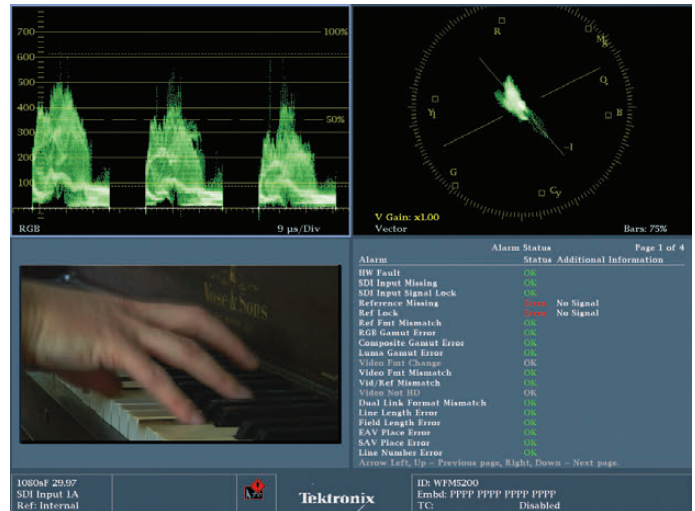 700
600
500
400
300
200
100
0
100%
50%
RGB
9 µs/Div
R
Mg
Q
B
Yl
-I
G
Cy
V Gain: x1.00
Vector
Bars: 75%
Vose & Sons
NEW YORK
Alarm Status Page 1 of 4
Alarm Status Additional Information
HW Fault OK
SDI Input Missing OK
SDI Input Signal Lock OK
Reference Missing Error No Signal
Ref Lock Error No Signal
Ref Fmt Mismatch OK
RGB Gamut Error OK
Composite Gamut Error OK
Luma Gamut Error OK
Video Fmt Change OK
Video Fmt Mismatch OK
Vid/Ref Mismatch OK
Video Not HD OK
Dual Link Format Mismatch OK
Line Length Error OK
Field Length Error OK
EAV Place Error OK
SAV Place Error OK
Line Number Error OK
Arrow Left, Up - Previous page, Right, Down - Next page.
1080sF 29.97
SDI Input 1A
Ref: Internal
Tektronix
ID: WFM5200
Embd: PPPP PPPP PPPP PPPP
TC: Disabled